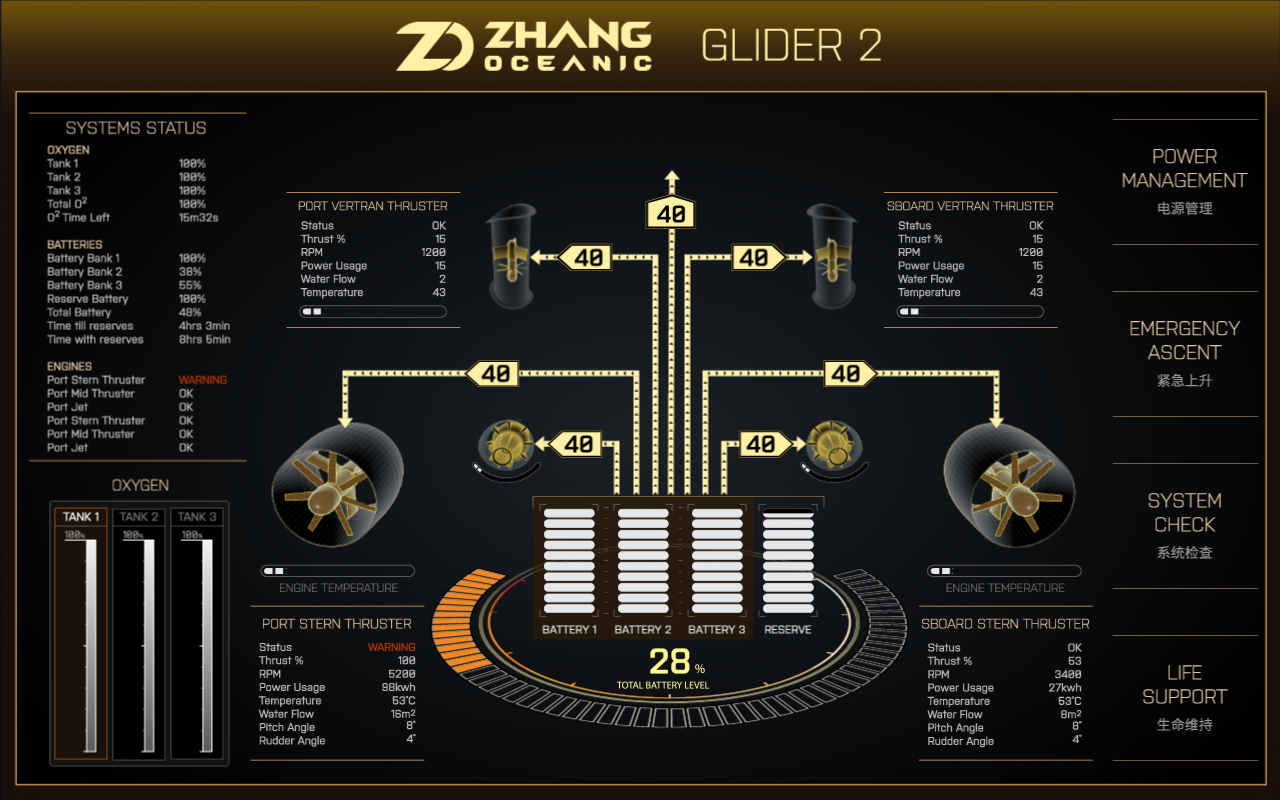 ZHANG
OCEANIC
GLIDER 2
SYSTEMS STATUS
OXYGEN
Tank 1 100%
Tank 2 100%
Tank 3 100%
Total O² 100%
O² Time Left 15m32s
BATTERIES
Battery Bank 1 100%
Battery Bank 2 38%
Battery Bank 3 55%
Reserve Battery 100%
Total Battery 48%
Time till reserves 4hrs 3min
Time with reserves 8hrs 5min
ENGINES
Port Stern Thruster WARNING
Port Mid Thruster OK
Port Jet OK
Port Stern Thruster OK
Port Mid Thruster OK
Port Jet OK
OXYGEN
TANK 1 TANK 2 TANK 3
100% 100% 100%
PORT VERTRAN THRUSTER
Status OK
Thrust % 15
RPM 1200
Power Usage 15
Water Flow 2
Temperature 43
40
40
40
40
40
40
40
SBOARD VERTRAN THRUSTER
Status OK
Thrust % 15
RPM 1200
Power Usage 15
Water Flow 2
Temperature 43
ENGINE TEMPERATURE
PORT STERN THRUSTER
Status WARNING
Thrust % 100
RPM 5200
Power Usage 98kwh
Temperature 53°C
Water Flow 16m²
Pitch Angle 8°
Rudder Angle 4°
BATTERY 1 BATTERY 2 BATTERY 3 RESERVE
28 %
TOTAL BATTERY LEVEL
ENGINE TEMPERATURE
SBOARD STERN THRUSTER
Status OK
Thrust % 53
RPM 3400
Power Usage 27kwh
Temperature 53°C
Water Flow 8m²
Pitch Angle 8°
Rudder Angle 4°
POWER
MANAGEMENT
电源管理
EMERGENCY
ASCENT
紧急上升
SYSTEM
CHECK
系统检查
LIFE
SUPPORT
生命维持